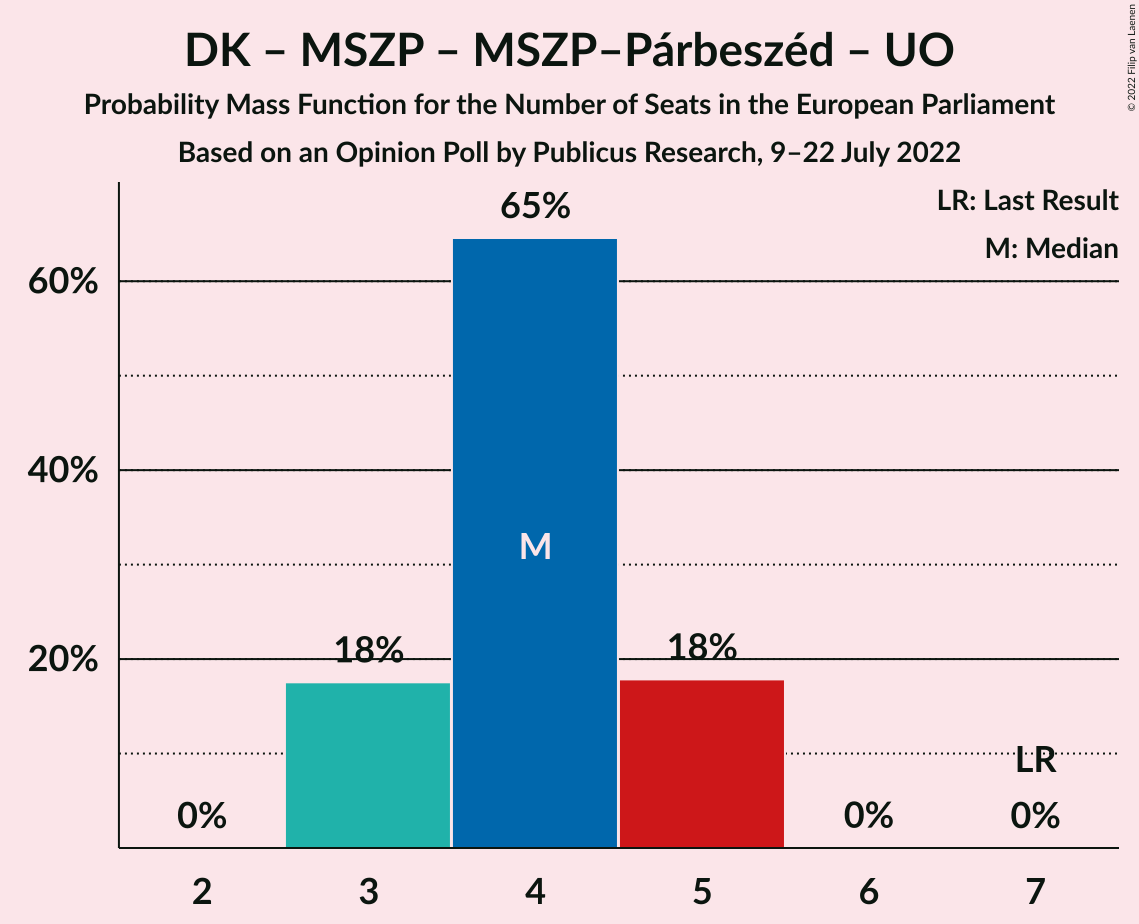 DK – MSZP – MSZP–Párbeszéd – UO
Probability Mass Function for the Number of Seats in the European Parliament
Based on an Opinion Poll by Publicus Research, 9–22 July 2022
© 2022 Filip van Laenen
LR: Last Result
M: Median
65%
60%
40%
M
20%
18%
18%
LR
0%
0%
0%
2
3
4
5
6
7